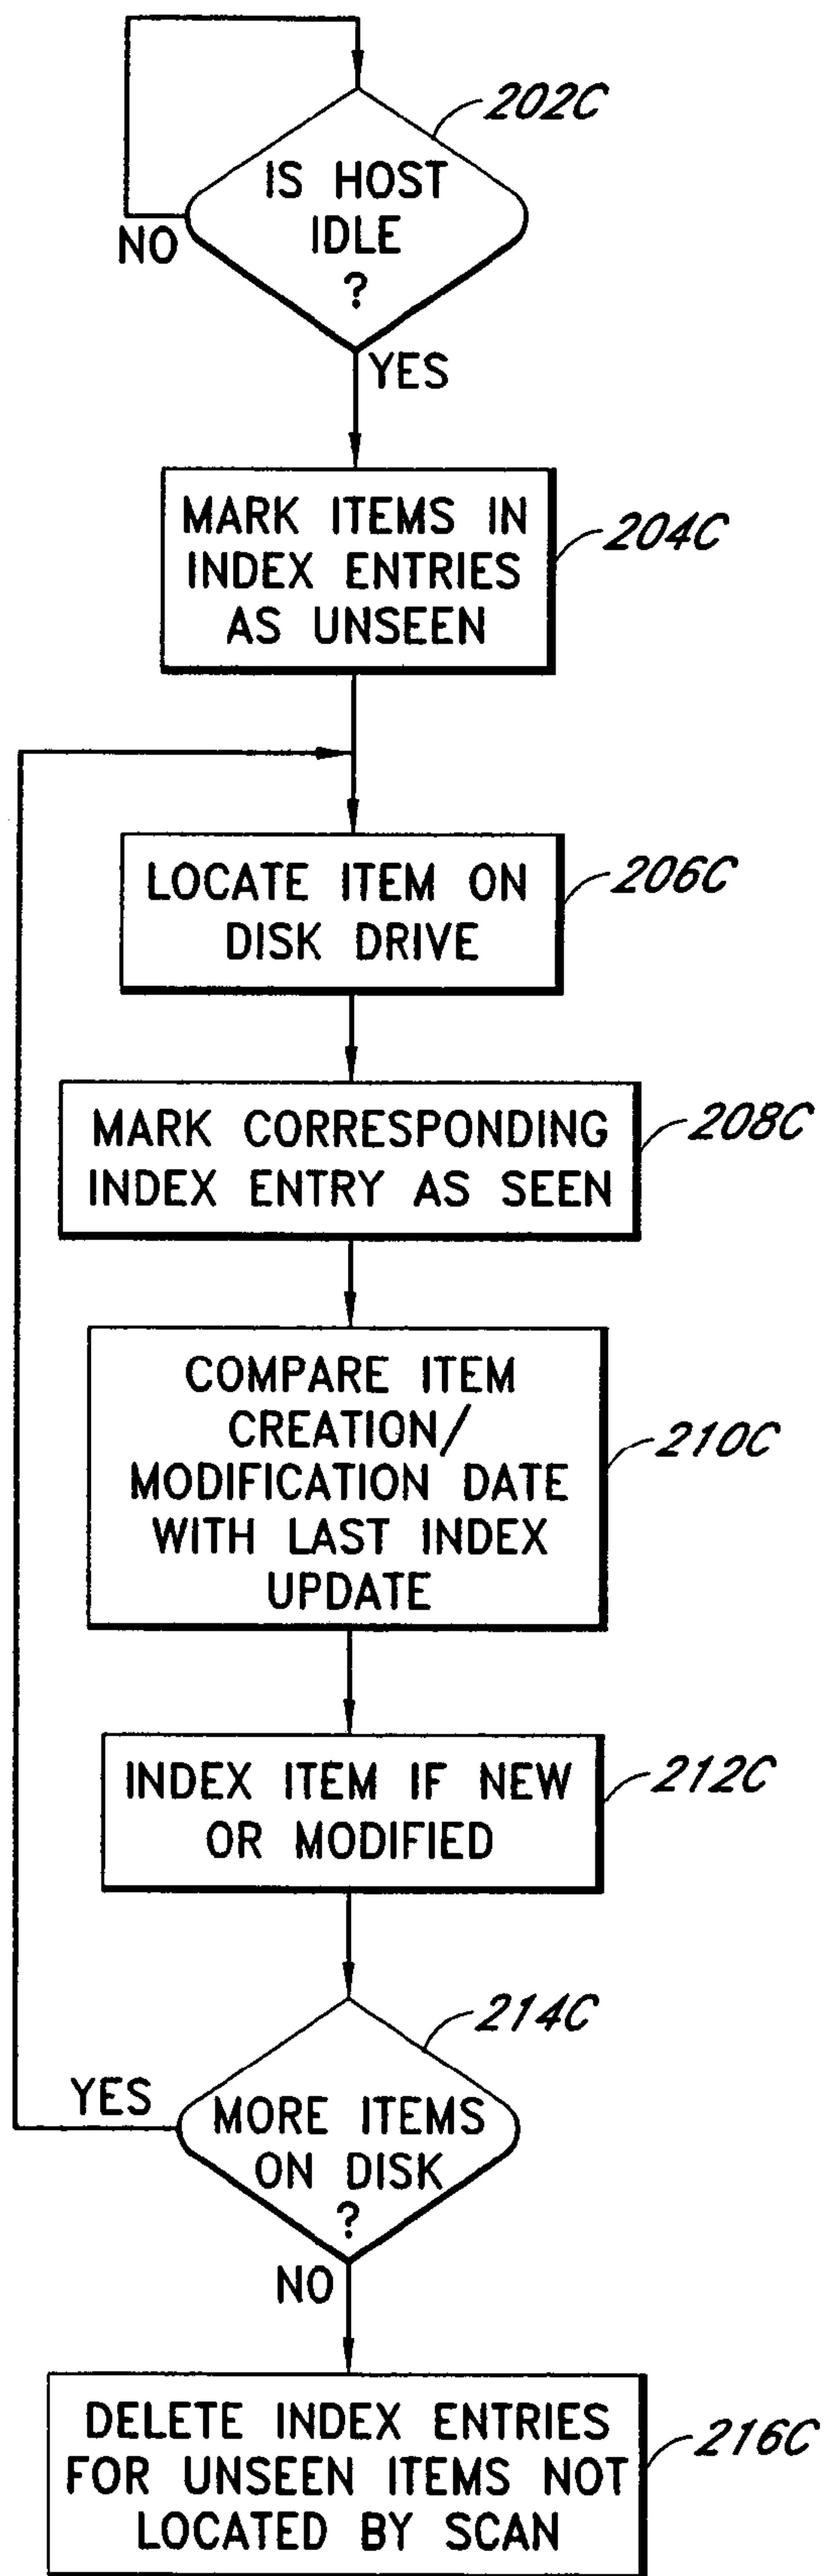 202C
IS HOST
IDLE
?
NO
YES
MARK ITEMS IN
INDEX ENTRIES
AS UNSEEN
204C
LOCATE ITEM ON
DISK DRIVE
206C
MARK CORRESPONDING
INDEX ENTRY AS SEEN
208C
COMPARE ITEM
CREATION/
MODIFICATION DATE
WITH LAST INDEX
UPDATE
210C
INDEX ITEM IF NEW
OR MODIFIED
212C
214C
YES
MORE ITEMS
ON DISK
?
NO
DELETE INDEX ENTRIES
FOR UNSEEN ITEMS NOT
LOCATED BY SCAN
216C